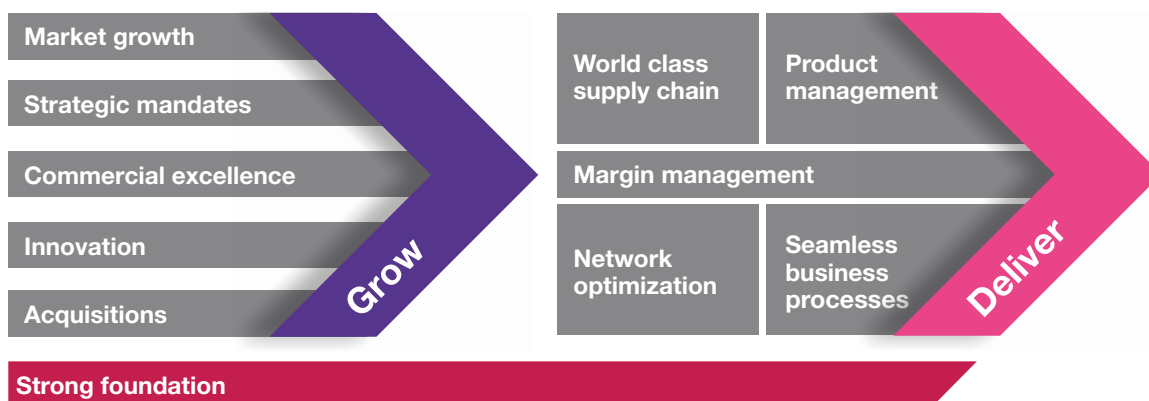 Market growth
Strategic mandates
Commercial excellence
Innovation
Acquisitions
Grow
World class
supply chain
Product
management
Margin management
Network
optimization
Seamless
business
processes
Deliver
Strong foundation